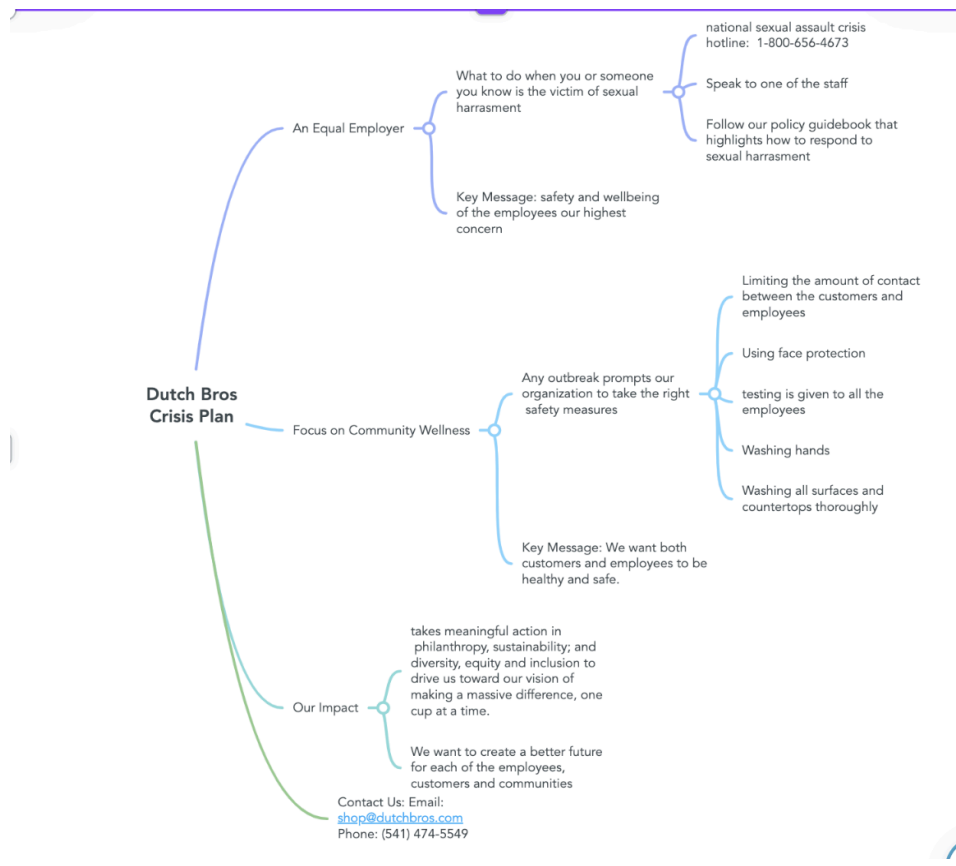 national sexual assault crisis
hotline:  1-800-656-4673
What to do when you or someone
you know is the victim of sexual
harrasment
Speak to one of the staff
An Equal Employer
Follow our policy guidebook that
highlights how to respond to
sexual harrasment
Key Message: safety and wellbeing
of the employees our highest
concern
Limiting the amount of contact
between the customers and
employees
Using face protection
Dutch Bros
Crisis Plan
Any outbreak prompts our
organization to take the right
safety measures
testing is given to all the
employees
Focus on Community Wellness
Washing hands
Washing all surfaces and
countertops thoroughly
Key Message: We want both
customers and employees to be
healthy and safe.
takes meaningful action in
philanthropy, sustainability; and
diversity, equity and inclusion to
drive us toward our vision of
making a massive difference, one
cup at a time.
Our Impact
We want to create a better future
for each of the employees,
customers and communities
Contact Us: Email:
shop@dutchbros.com
Phone: (541) 474-5549